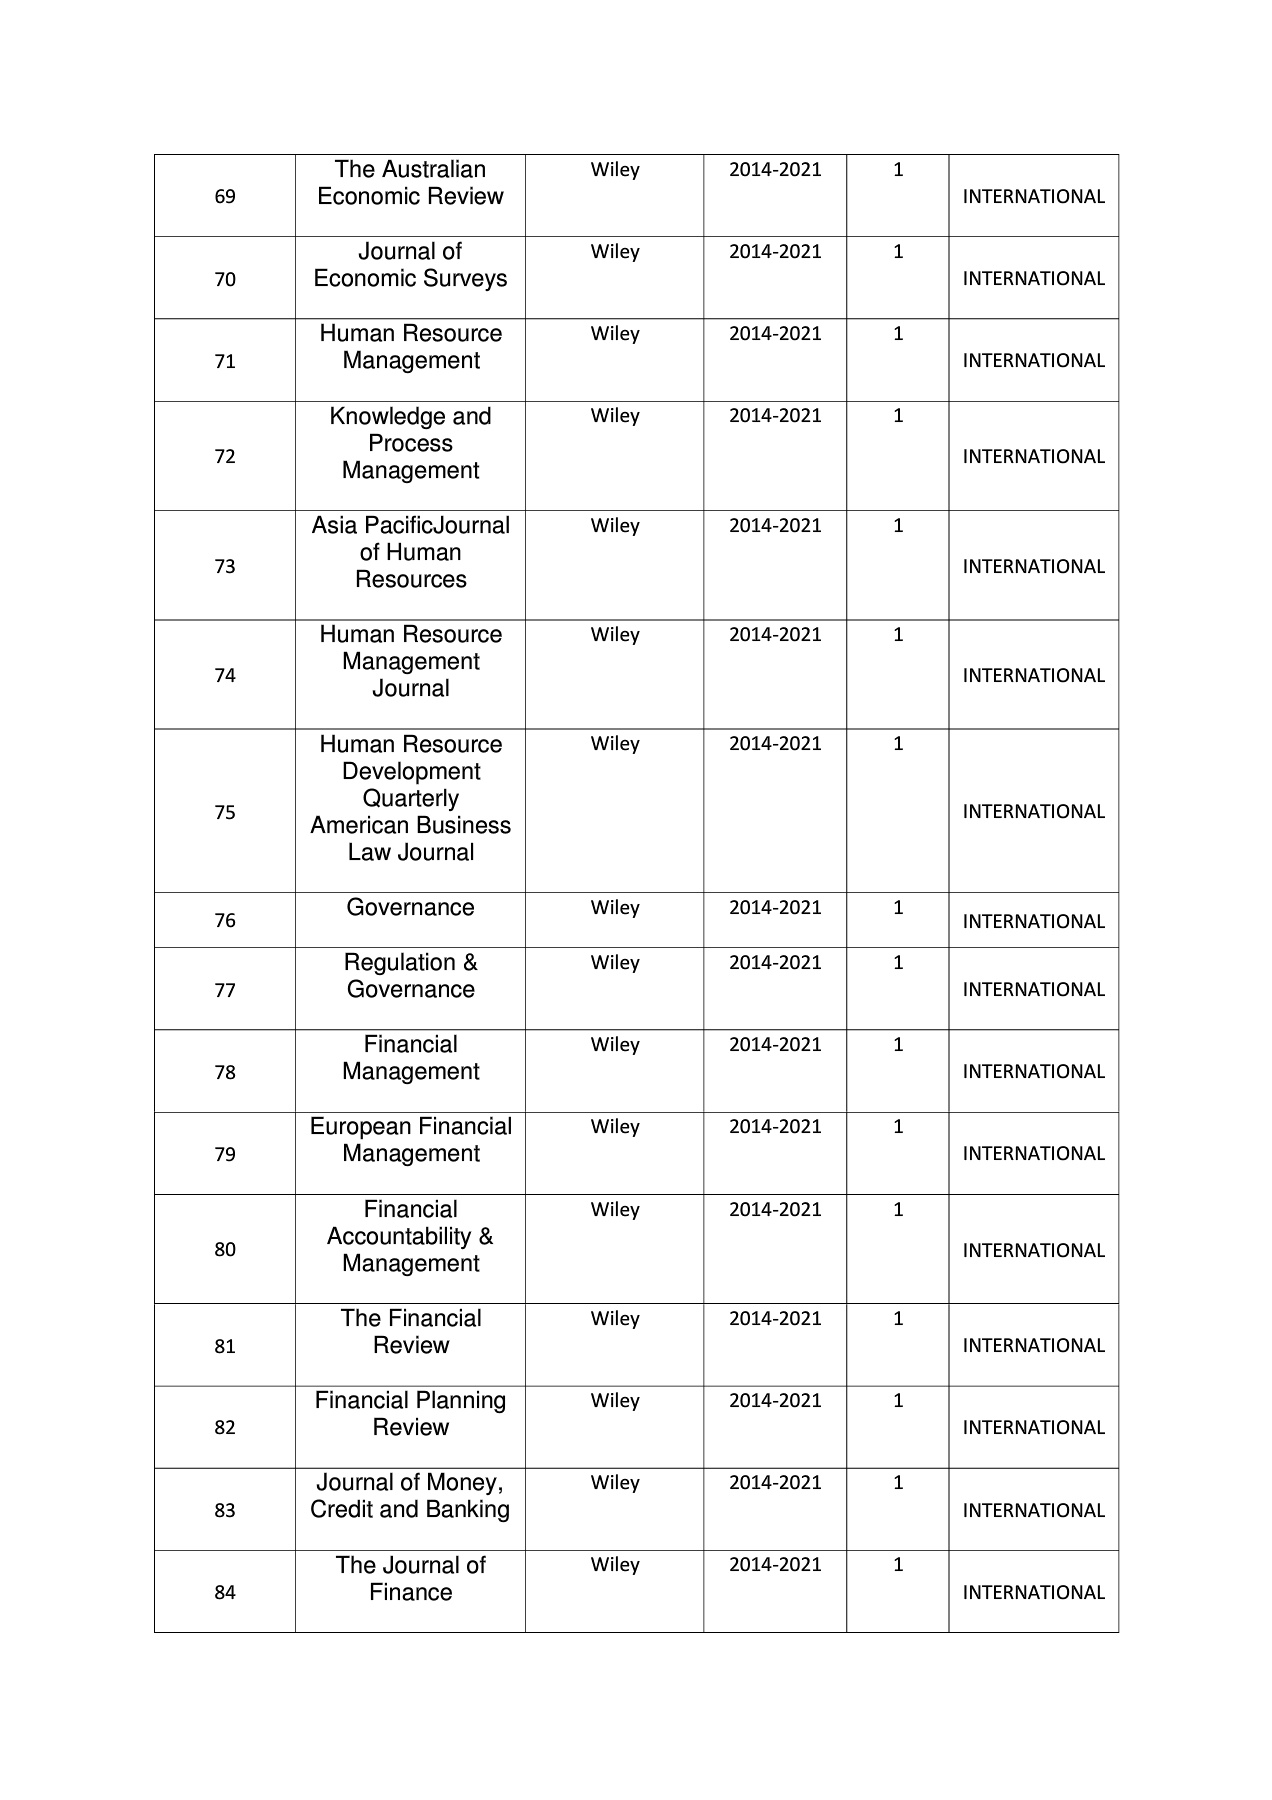 69 The Australian Wiley 2014-2021 1 INTERNATIONAL
Economic Review
70 Journal of Wiley 2014-2021 1 INTERNATIONAL
Economic Surveys
71 Human Resource Wiley 2014-2021 1 INTERNATIONAL
Management
72 Knowledge and Wiley 2014-2021 1 INTERNATIONAL
Process
Management
73 Asia PacificJournal Wiley 2014-2021 1 INTERNATIONAL
of Human
Resources
74 Human Resource Wiley 2014-2021 1 INTERNATIONAL
Management
Journal
75 Human Resource Wiley 2014-2021 1 INTERNATIONAL
Development
Quarterly
American Business
Law Journal
76 Governance Wiley 2014-2021 1 INTERNATIONAL
77 Regulation & Wiley 2014-2021 1 INTERNATIONAL
Governance
78 Financial Wiley 2014-2021 1 INTERNATIONAL
Management
79 European Financial Wiley 2014-2021 1 INTERNATIONAL
Management
80 Financial Wiley 2014-2021 1 INTERNATIONAL
Accountability &
Management
81 The Financial Wiley 2014-2021 1 INTERNATIONAL
Review
82 Financial Planning Wiley 2014-2021 1 INTERNATIONAL
Review
83 Journal of Money, Wiley 2014-2021 1 INTERNATIONAL
Credit and Banking
84 The Journal of Wiley 2014-2021 1 INTERNATIONAL
Finance